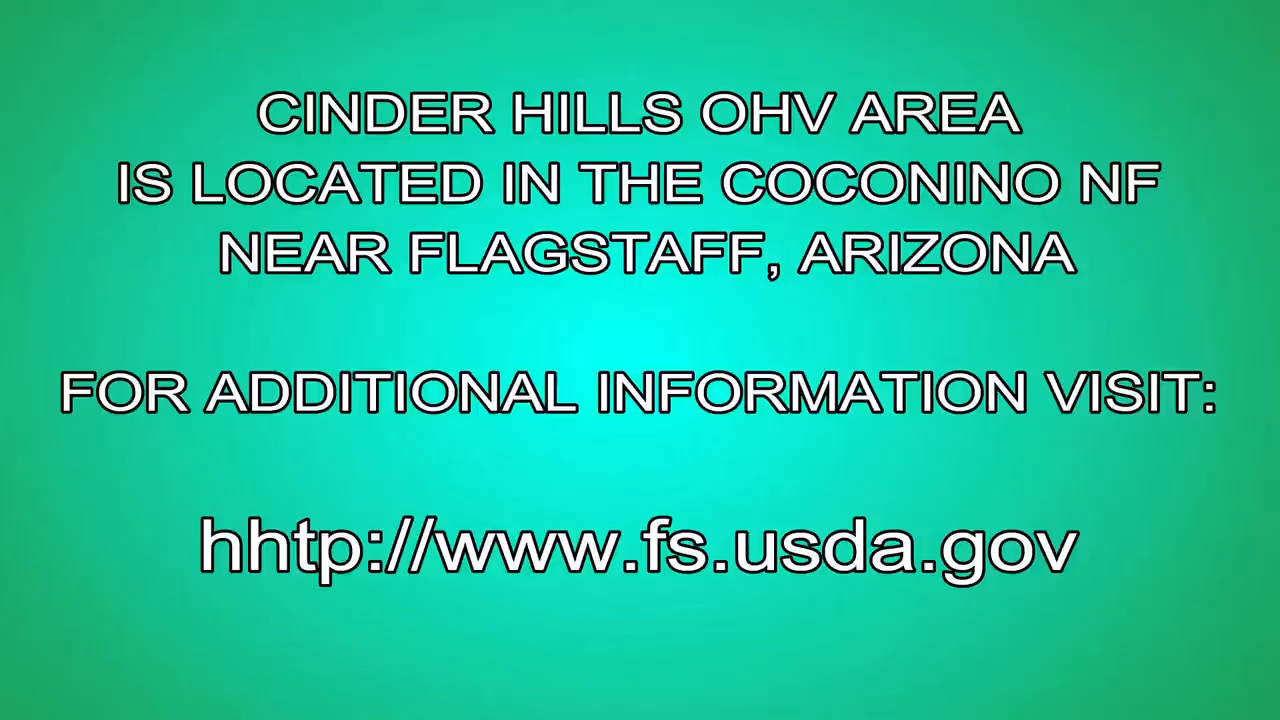 CINDER HILLS OHV AREA
IS LOCATED IN THE COCONINO NF
NEAR FLAGSTAFF, ARIZONA
FOR ADDITIONAL INFORMATION VISIT:
hhtp://www.fs.usda.gov